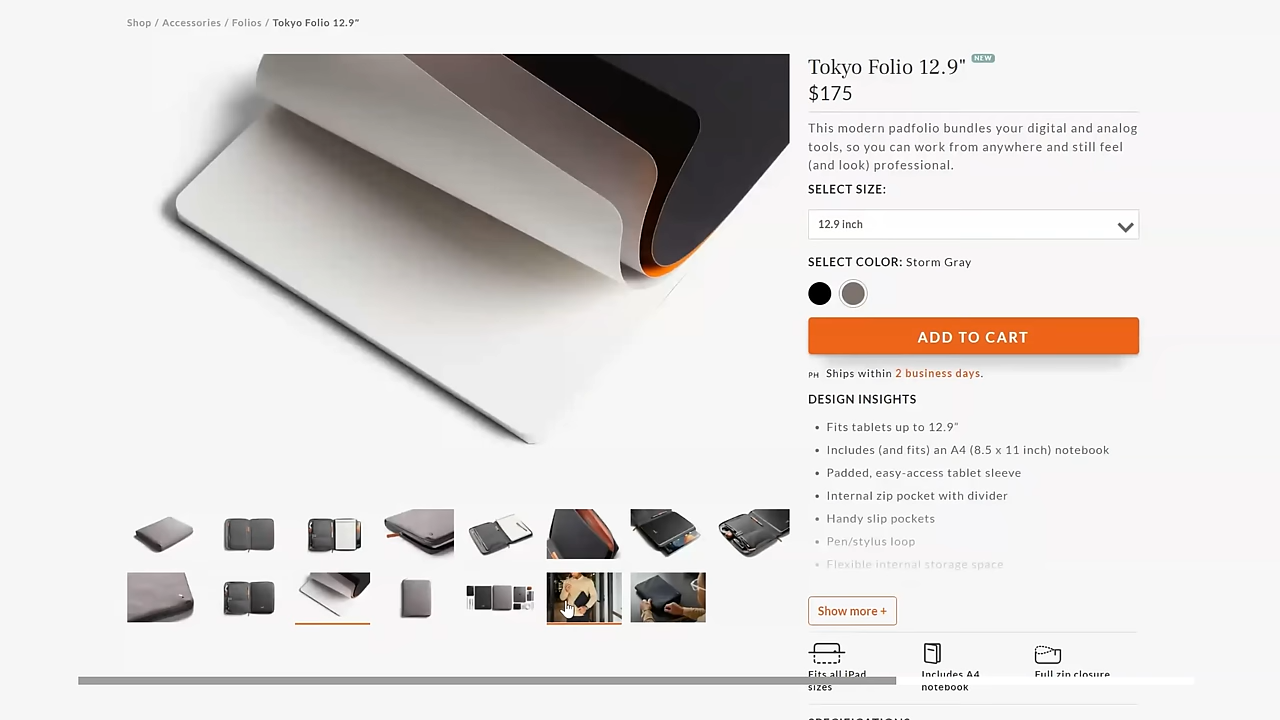 Shop / Accessories / Folios / Tokyo Folio 12.9"
Tokyo Folio 12.9" NEW
$175
This modern padfolio bundles your digital and analog
tools, so you can work from anywhere and still feel
(and look) professional.
SELECT SIZE:
12.9 inch
SELECT COLOR: Storm Gray
ADD TO CART
PH Ships within 2 business days.
DESIGN INSIGHTS
• Fits tablets up to 12.9"
• Includes (and fits) an A4 (8.5 x 11 inch) notebook
• Padded, easy-access tablet sleeve
• Internal zip pocket with divider
• Handy slip pockets
• Pen/stylus loop
• Flexible internal storage space
Show more +
Fits all iPad
sizes
Includes A4
notebook
Full zip closure
SPECIFICATIONS